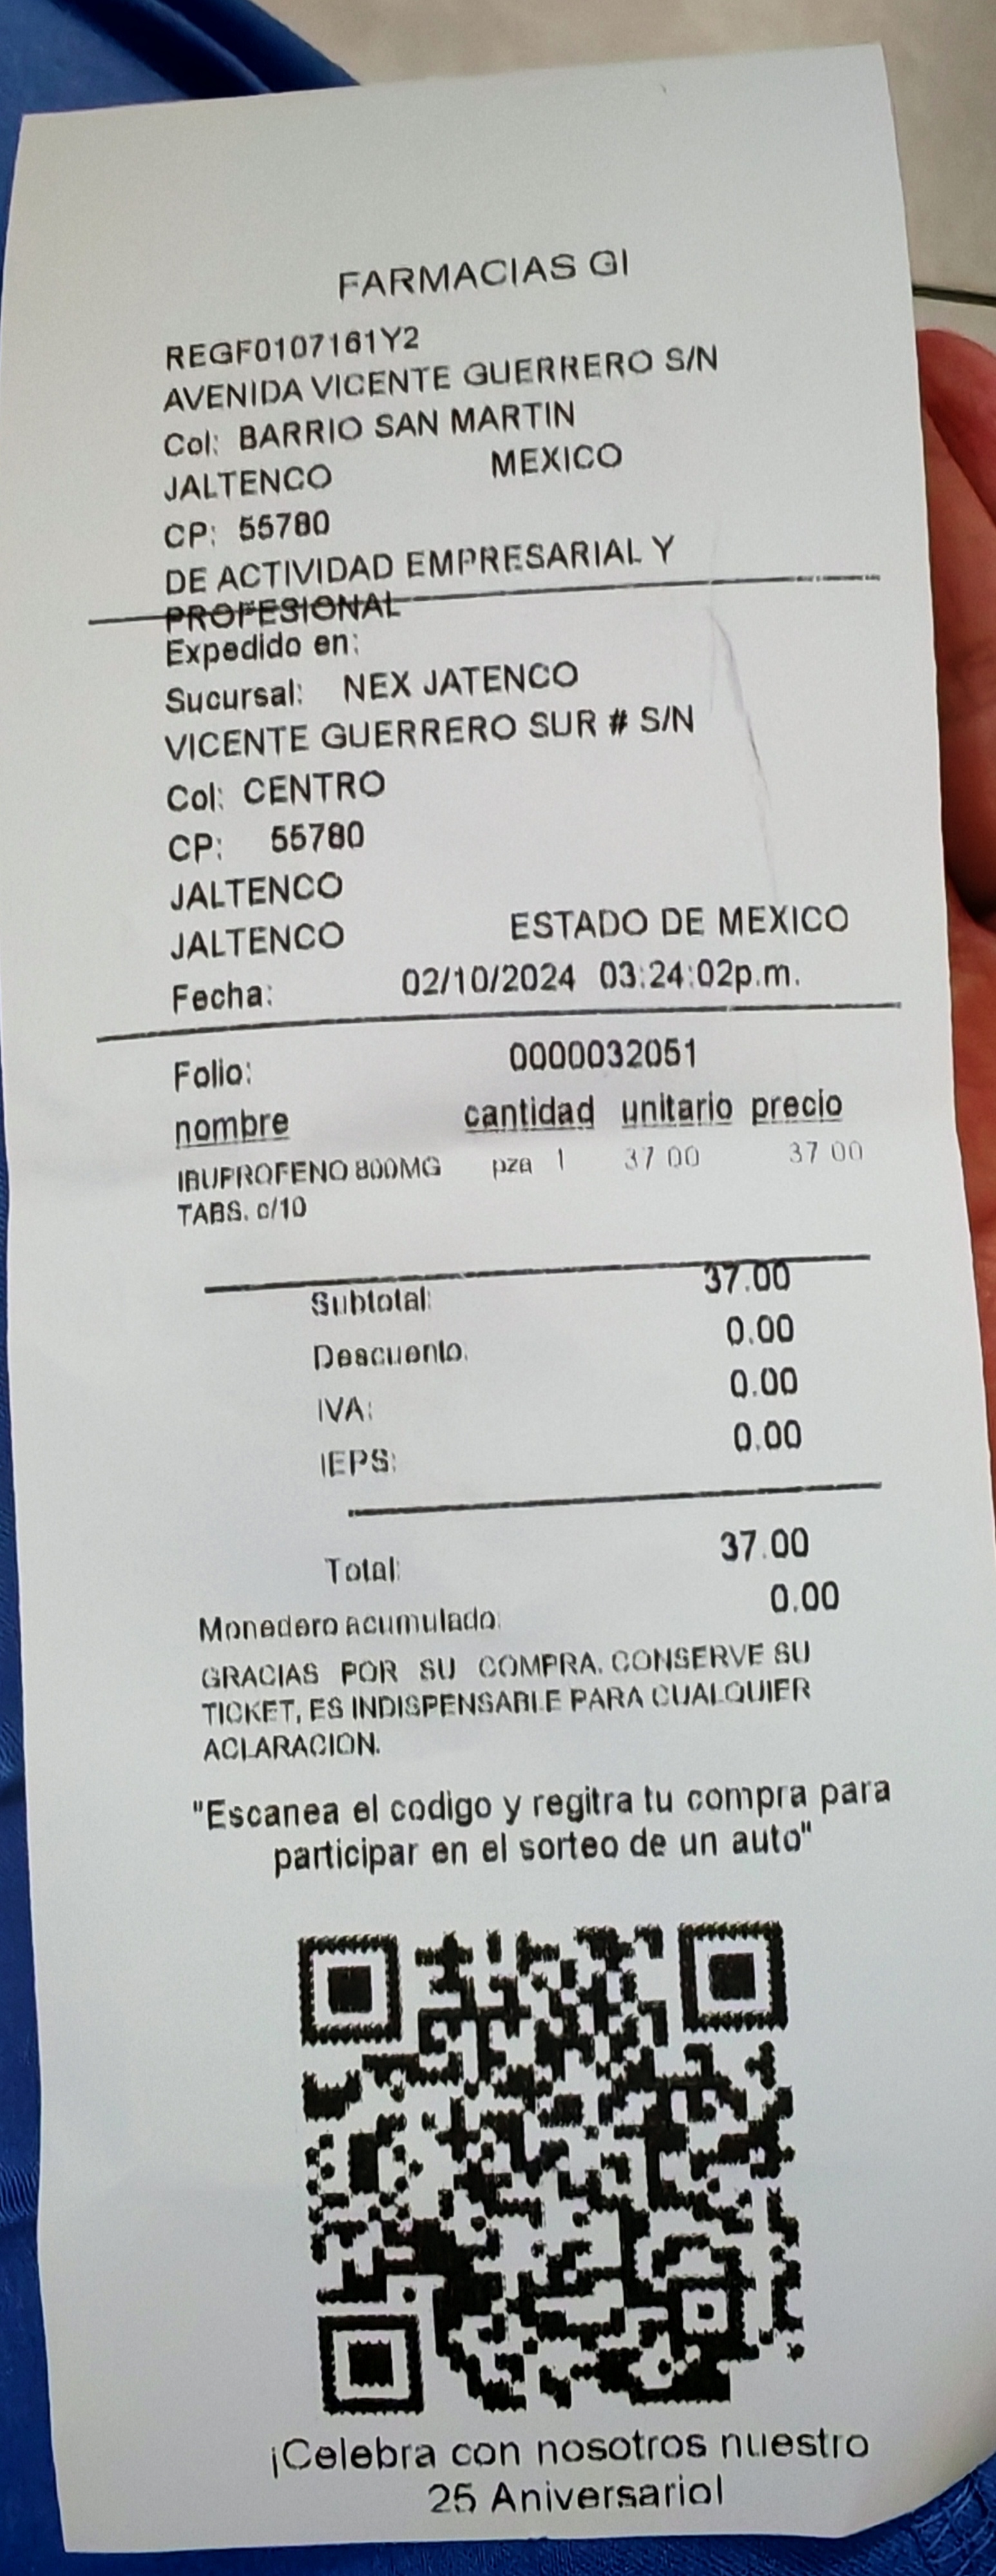 FARMACIAS GI
REGF0107161Y2
AVENIDA VICENTE GUERRERO S/N
Col: BARRIO SAN MARTIN
JALTENCO MEXICO
CP: 55780
DE ACTIVIDAD EMPRESARIAL Y
PROFESIONAL
Expedido en:
Sucursal: NEX JATENCO
VICENTE GUERRERO SUR # S/N
Col: CENTRO
CP: 55780
JALTENCO
JALTENCO ESTADO DE MEXICO
Fecha: 02/10/2024 03:24:02p.m.
Folio: 0000032051
nombre cantidad unitario precio
IBUPROFENO 800MG pza 1 37.00 37.00
TABS. c/10
Subtotal: 37.00
Descuento: 0.00
IVA: 0.00
IEPS: 0.00
Total: 37.00
Monedero acumulado: 0.00
GRACIAS POR SU COMPRA. CONSERVE SU
TICKET, ES INDISPENSABLE PARA CUALQUIER
ACLARACION.
"Escanea el codigo y regitra tu compra para
participar en el sorteo de un auto"
¡Celebra con nosotros nuestro
25 Aniversario!